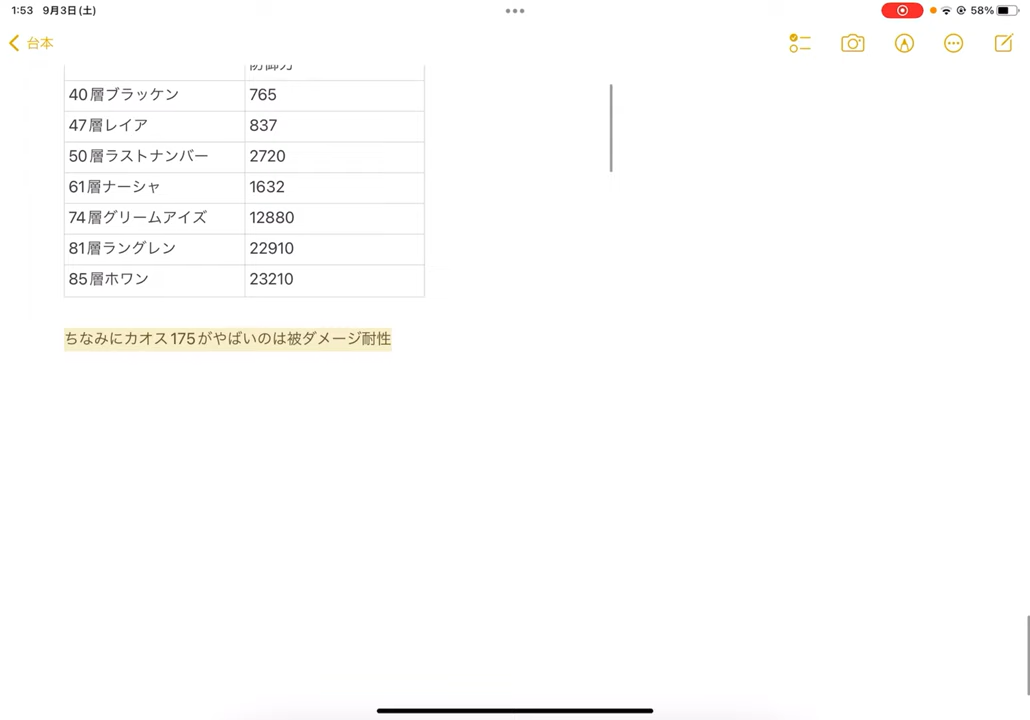 1:53 9月3日(土)
58%
台本
防御力
40層ブラッケン 765
47層レイア 837
50層ラストナンバー 2720
61層ナーシャ 1632
74層グリームアイズ 12880
81層ラングレン 22910
85層ホワン 23210
ちなみにカオス175がやばいのは被ダメージ耐性